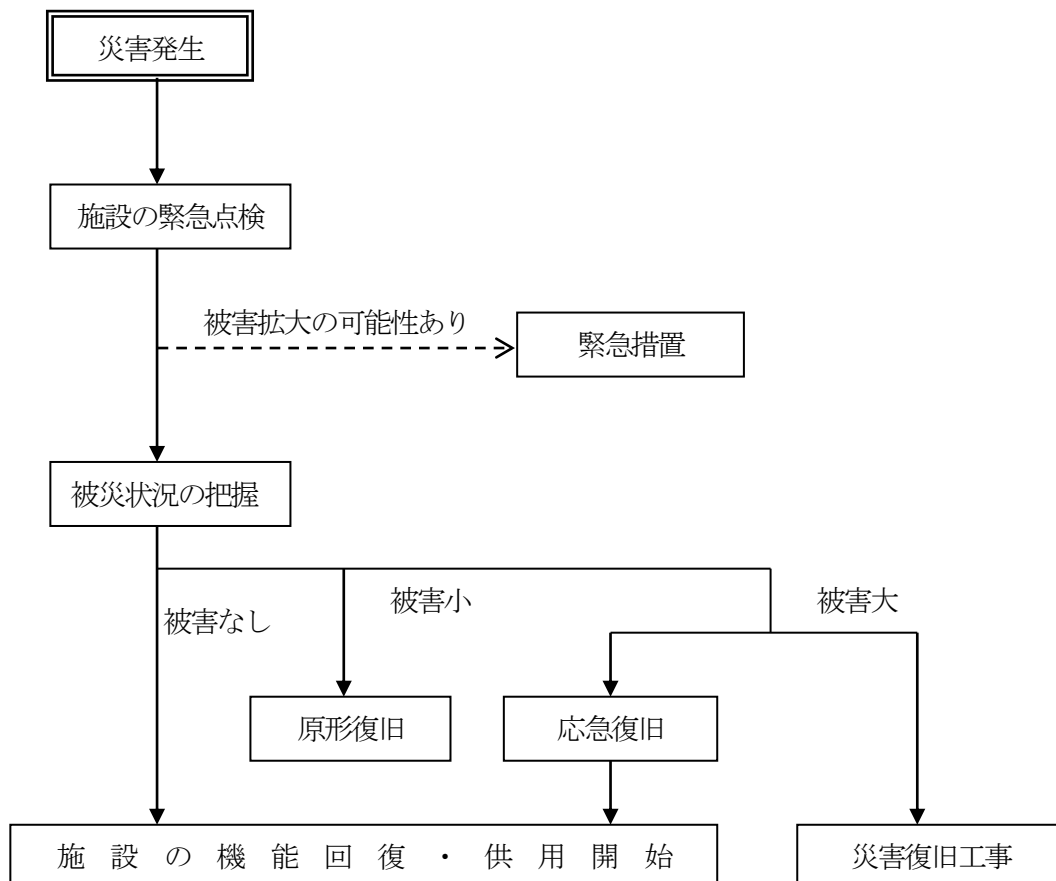 災害発生
施設の緊急点検
被害拡大の可能性あり
緊急措置
被災状況の把握
被害なし
被害小
被害大
原形復旧
応急復旧
施設の機能回復・供用開始
災害復旧工事